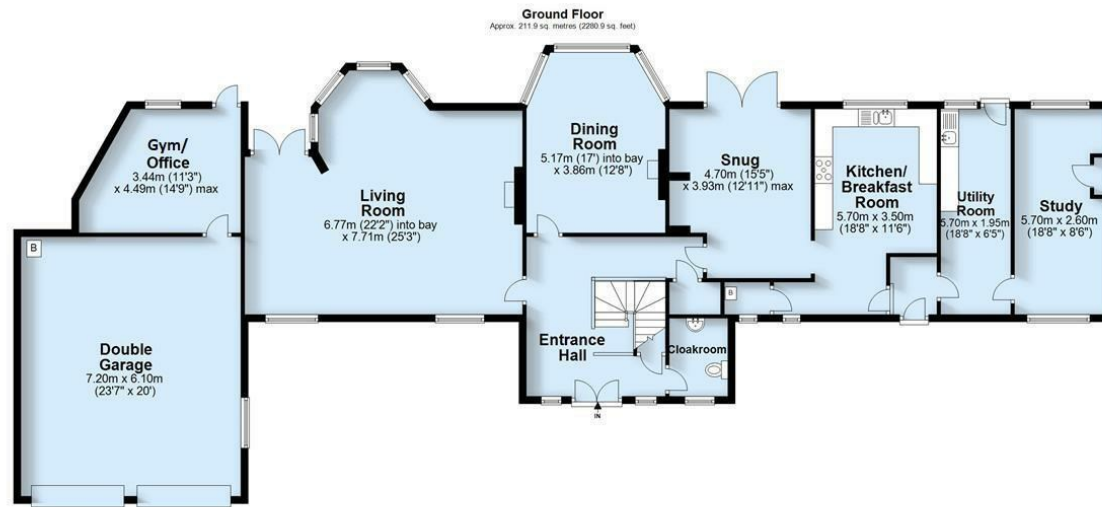 Ground Floor
Approx. 211.9 sq. metres (2280.9 sq. feet)
Gym/
Office
3.44m (11'3")
x 4.49m (14'9") max
Living
Room
6.77m (22'2") into bay
x 7.71m (25'3")
Dining
Room
5.17m (17') into bay
x 3.86m (12'8")
Snug
4.70m (15'5")
x 3.93m (12'11") max
Kitchen/
Breakfast
Room
5.70m x 3.50m
(18'8" x 11'6")
Utility
Room
5.70m x 1.95m
(18'8" x 6'5")
Study
5.70m x 2.60m
(18'8" x 8'6")
B
Double
Garage
7.20m x 6.10m
(23'7" x 20')
Entrance
Hall
Cloakroom
B
IN